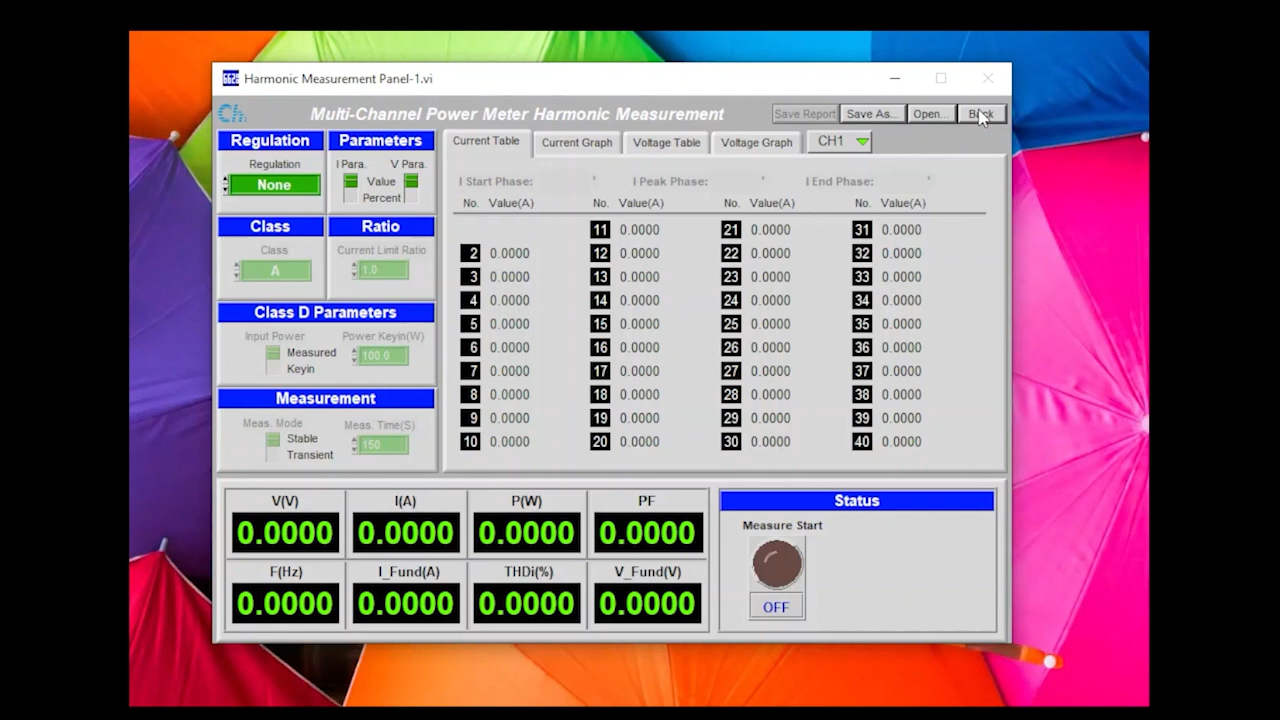 662 Harmonic Measurement Panel-1.vi
Ch. Multi-Channel Power Meter Harmonic Measurement Save Report Save As... Open... Back
Regulation Parameters Current Table Current Graph Voltage Table Voltage Graph CH1
Regulation I Para. V Para.
None Value
Percent
I Start Phase: ° I Peak Phase: ° I End Phase: °
No. Value(A) No. Value(A) No. Value(A) No. Value(A)
11 0.0000 21 0.0000 31 0.0000
2 0.0000 12 0.0000 22 0.0000 32 0.0000
3 0.0000 13 0.0000 23 0.0000 33 0.0000
4 0.0000 14 0.0000 24 0.0000 34 0.0000
5 0.0000 15 0.0000 25 0.0000 35 0.0000
6 0.0000 16 0.0000 26 0.0000 36 0.0000
7 0.0000 17 0.0000 27 0.0000 37 0.0000
8 0.0000 18 0.0000 28 0.0000 38 0.0000
9 0.0000 19 0.0000 29 0.0000 39 0.0000
10 0.0000 20 0.0000 30 0.0000 40 0.0000
Class Ratio
Class Current Limit Ratio
A 1.0
Class D Parameters
Input Power Power Keyin(W)
Measured 100.0
Keyin
Measurement
Meas. Mode Meas. Time(S)
Stable 150
Transient
V(V) I(A) P(W) PF
0.0000 0.0000 0.0000 0.0000
F(Hz) I_Fund(A) THDi(%) V_Fund(V)
0.0000 0.0000 0.0000 0.0000
Status
Measure Start
OFF